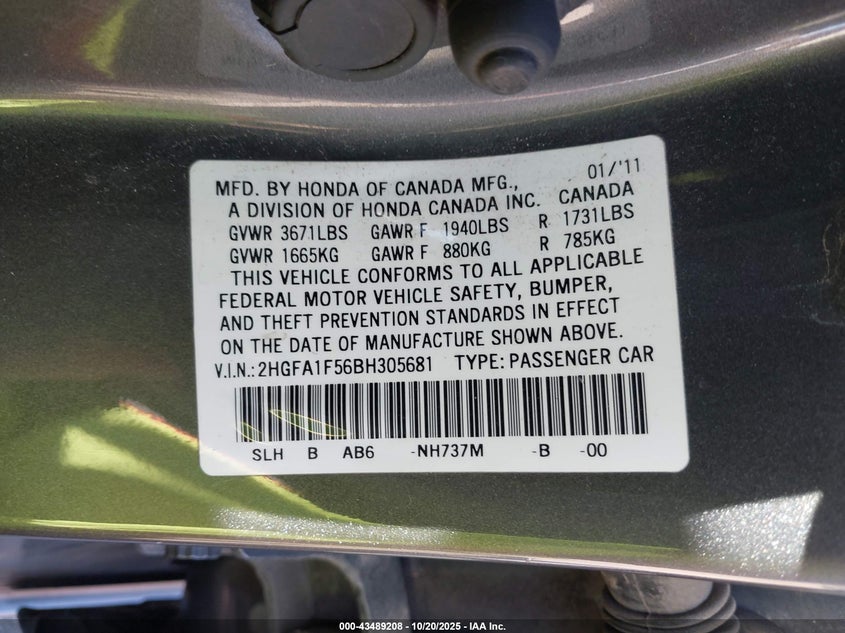 MFD. BY HONDA OF CANADA MFG., 01/'11
A DIVISION OF HONDA CANADA INC. CANADA
GVWR 3671LBS GAWR F 1940LBS R 1731LBS
GVWR 1665KG GAWR F 880KG R 785KG
THIS VEHICLE CONFORMS TO ALL APPLICABLE
FEDERAL MOTOR VEHICLE SAFETY, BUMPER,
AND THEFT PREVENTION STANDARDS IN EFFECT
ON THE DATE OF MANUFACTURE SHOWN ABOVE.
V.I.N.: 2HGFA1F56BH305681 TYPE: PASSENGER CAR
SLH B AB6 -NH737M -B -00
000-43489208 - 10/20/2025 - IAA Inc.